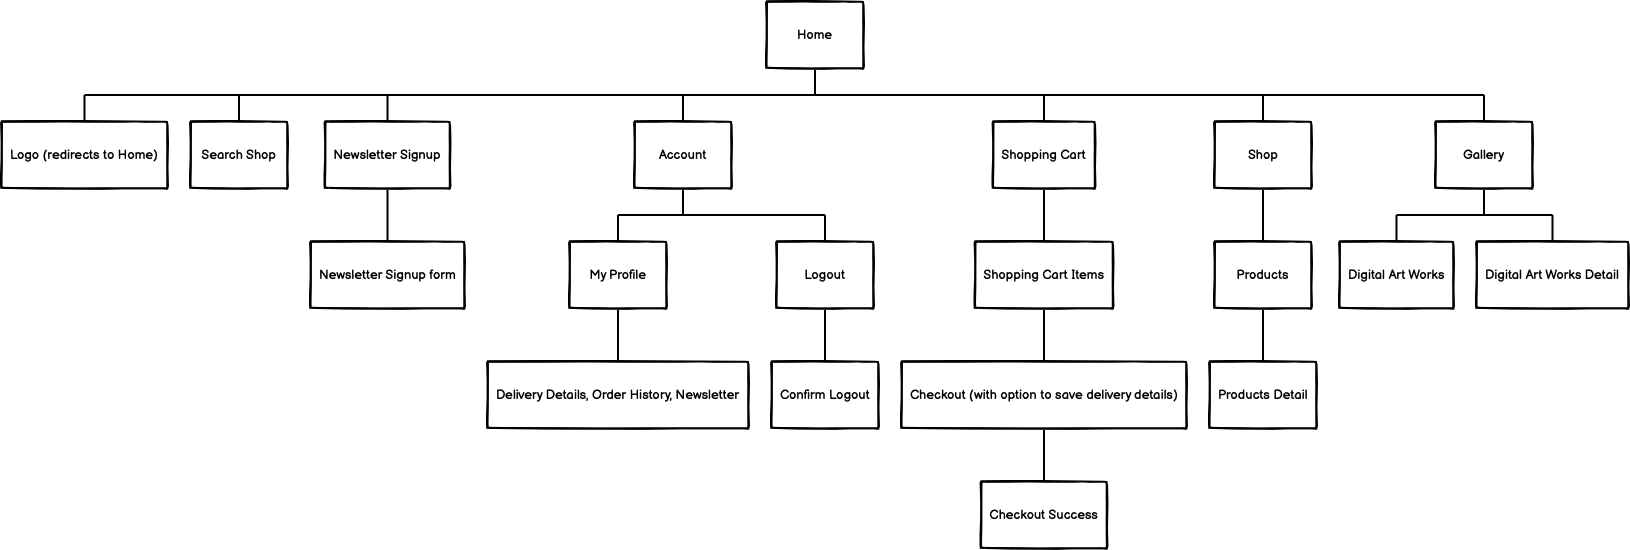 Home
Logo (redirects to Home)
Search Shop
Newsletter Signup
Account
Shopping Cart
Shop
Gallery
Newsletter Signup form
My Profile
Logout
Shopping Cart Items
Products
Digital Art Works
Digital Art Works Detail
Delivery Details, Order History, Newsletter
Confirm Logout
Checkout (with option to save delivery details)
Products Detail
Checkout Success